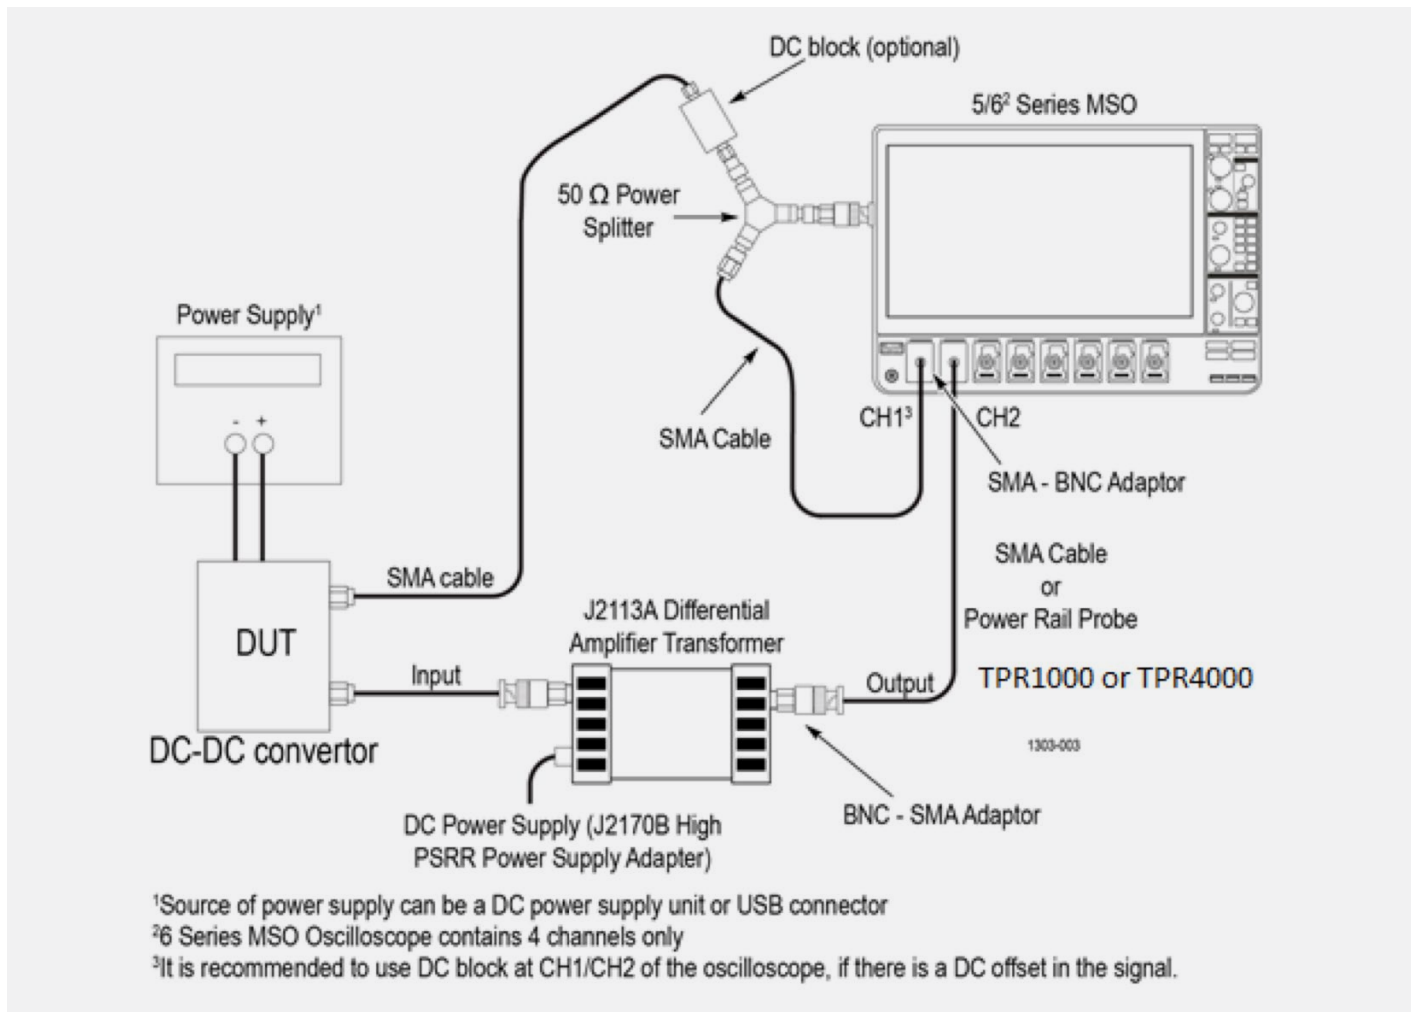 DC block (optional)
5/6² Series MSO
50 Ω Power
Splitter
Power Supply¹
- +
SMA Cable
CH1³
CH2
SMA - BNC Adaptor
SMA Cable
or
Power Rail Probe
TPR1000 or TPR4000
SMA cable
DUT
J2113A Differential
Amplifier Transformer
Input
Output
DC-DC convertor
1303-003
BNC - SMA Adaptor
DC Power Supply (J2170B High
PSRR Power Supply Adapter)
¹Source of power supply can be a DC power supply unit or USB connector
²6 Series MSO Oscilloscope contains 4 channels only
³It is recommended to use DC block at CH1/CH2 of the oscilloscope, if there is a DC offset in the signal.